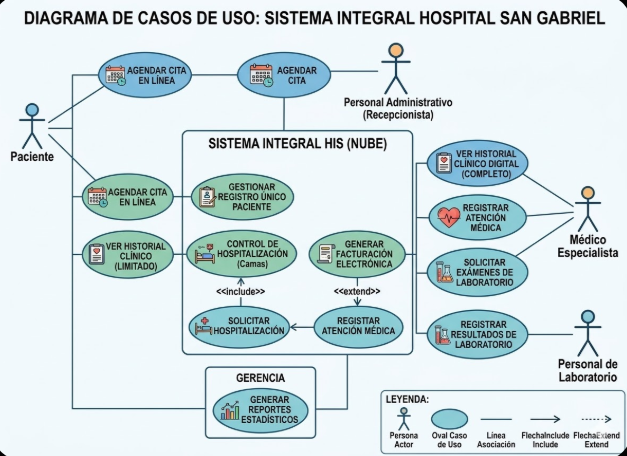 DIAGRAMA DE CASOS DE USO: SISTEMA INTEGRAL HOSPITAL SAN GABRIEL
AGENDAR CITA
EN LÍNEA
AGENDAR
CITA
Personal Administrativo
(Recepcionista)
Paciente
SISTEMA INTEGRAL HIS (NUBE)
AGENDAR CITA
EN LÍNEA
GESTIONAR
REGISTRO ÚNICO
PACIENTE
VER HISTORIAL
CLÍNICO
(LIMITADO)
CONTROL DE
HOSPITALIZACIÓN
(Camas)
GENERAR
FACTURACIÓN
ELECTRÓNICA
<<include>>
<<extend>>
SOLICITAR
HOSPITALIZACIÓN
REGISTTAR
ATENCIÓN MÉDICA
VER HISTORIAL
CLÍNICO DIGITAL
(COMPLETO)
REGISTRAR
ATENCIÓN
MÉDICA
SOLICITAR
EXÁMENES DE
LABORATORIO
REGISTRAR
RESULTADOS DE
LABORATORIO
Médico
Especialista
Personal de
Laboratorio
GERENCIA
GENERAR
REPORTES
ESTADÍSTICOS
LEYENDA:
Persona
Actor
Oval Caso
de Uso
Línea
Asociación
FlechaInclude
Include
FlechaExtend
Extend